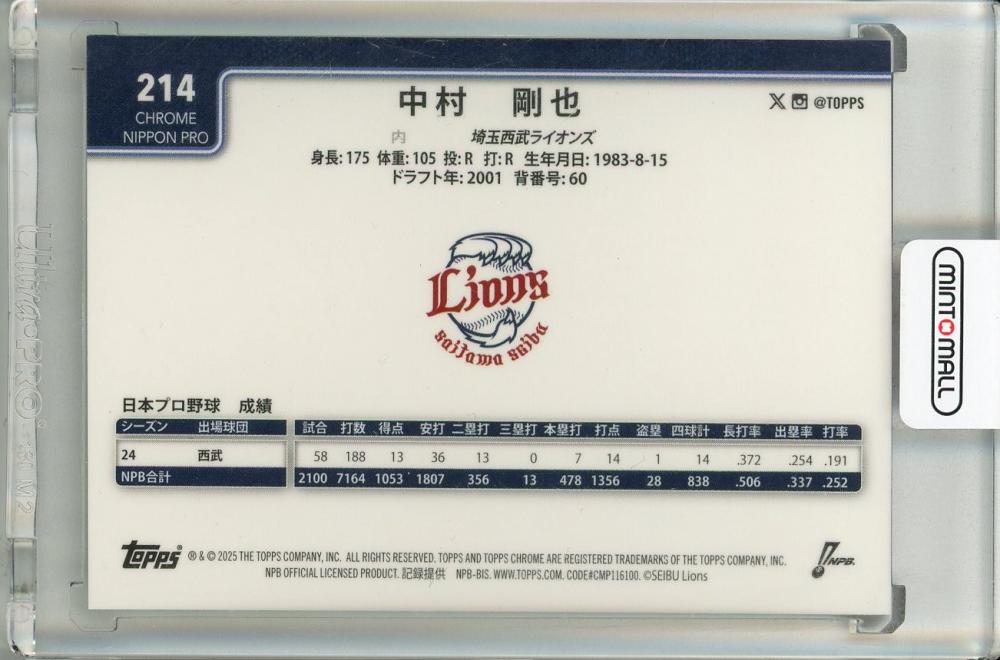 214
CHROME
NIPPON PRO
中村 剛也
@TOPPS
内 埼玉西武ライオンズ
身長: 175 体重: 105 投: R 打: R 生年月日: 1983-8-15
ドラフト年: 2001 背番号: 60
Lions
saitama seibu
日本プロ野球 成績
シーズン 出場球団 試合 打数 得点 安打 二塁打 三塁打 本塁打 打点 盗塁 四球計 長打率 出塁率 打率
24 西武 58 188 13 36 13 0 7 14 1 14 .372 .254 .191
NPB合計 2100 7164 1053 1807 356 13 478 1356 28 838 .506 .337 .252
topps ® & © 2025 THE TOPPS COMPANY, INC. ALL RIGHTS RESERVED. TOPPS AND TOPPS CHROME ARE REGISTERED TRADEMARKS OF THE TOPPS COMPANY, INC.
NPB OFFICIAL LICENSED PRODUCT. 記録提供 NPB-BIS. WWW.TOPPS.COM. CODE#CMP116100. ©SEIBU Lions
NPB.
MINT MALL
Ultra·PRO